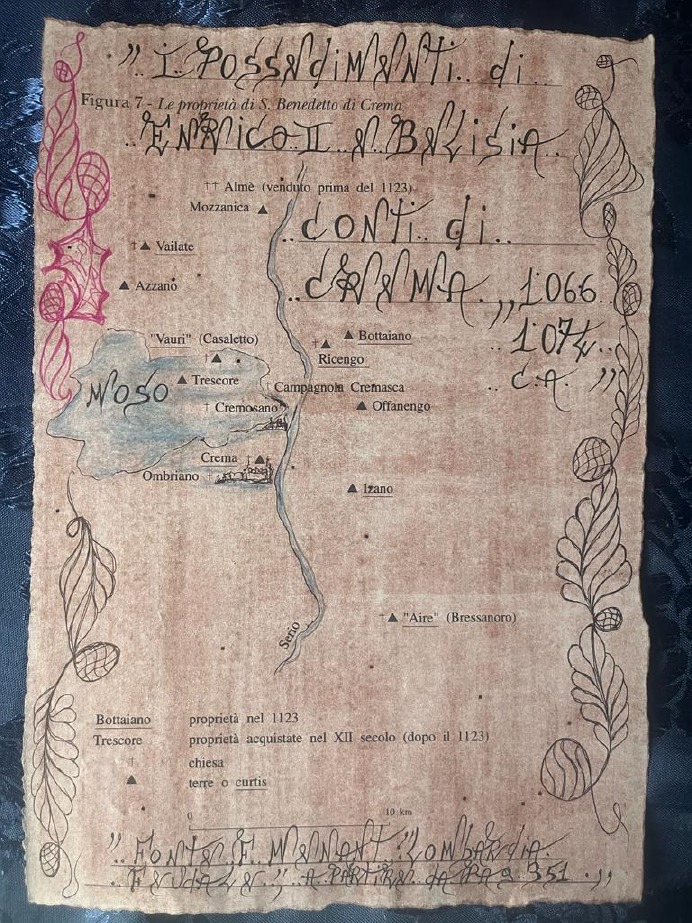 " I POSSEDIMENTI .. di ..
Figura 7 - Le proprietà di S. Benedetto di Crema
.. ENRICO II E BELISIA ..
†† Almè (venduto prima del 1123)
Mozzanica ▲
.. CONTI di ..
†▲ Vailate
▲ Azzano
CREMA ,, 1066
1074
C.A. "
"Vauri" (Casaletto)
†▲
†▲
▲ Bottaiano
Ricengo
▲ Trescore
MOSO
† Campagnola Cremasca
† Cremosano
▲ Offanengo
Crema †▲
Ombriano †
▲ Izano
†▲ "Aire" (Bressanoro)
Serio
Bottaiano proprietà nel 1123
Trescore proprietà acquistate nel XII secolo (dopo il 1123)
† chiesa
▲ terre o curtis
0 10 km
" FONTE F. MENANT "LOMBARDIA
FEUDALE", A PARTIRE DA PAG 351 ,,